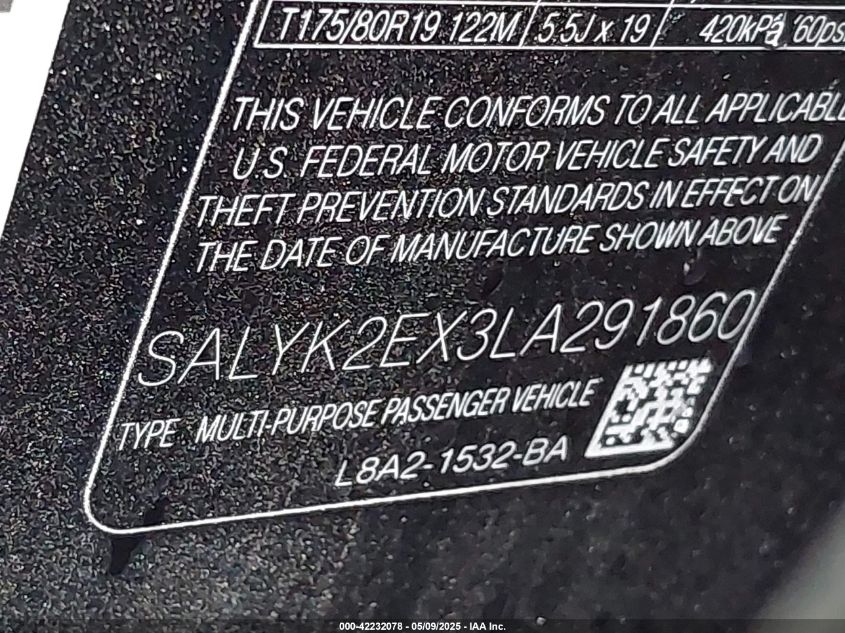 T175/80R19 122M 5.5J x 19 420kPa, 60psi
THIS VEHICLE CONFORMS TO ALL APPLICABLE
U.S. FEDERAL MOTOR VEHICLE SAFETY AND
THEFT PREVENTION STANDARDS IN EFFECT ON
THE DATE OF MANUFACTURE SHOWN ABOVE
SALYK2EX3LA291860
TYPE MULTI-PURPOSE PASSENGER VEHICLE
L8A2-1532-BA
000-42232078 - 05/09/2025 - IAA Inc.